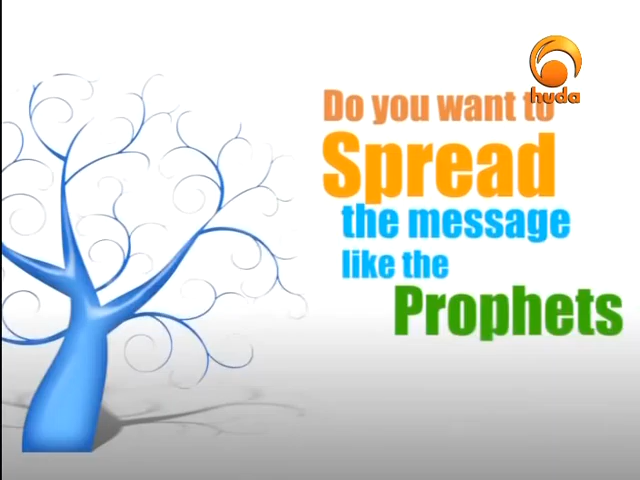 huda
Do you want to
Spread
the message
like the
Prophets